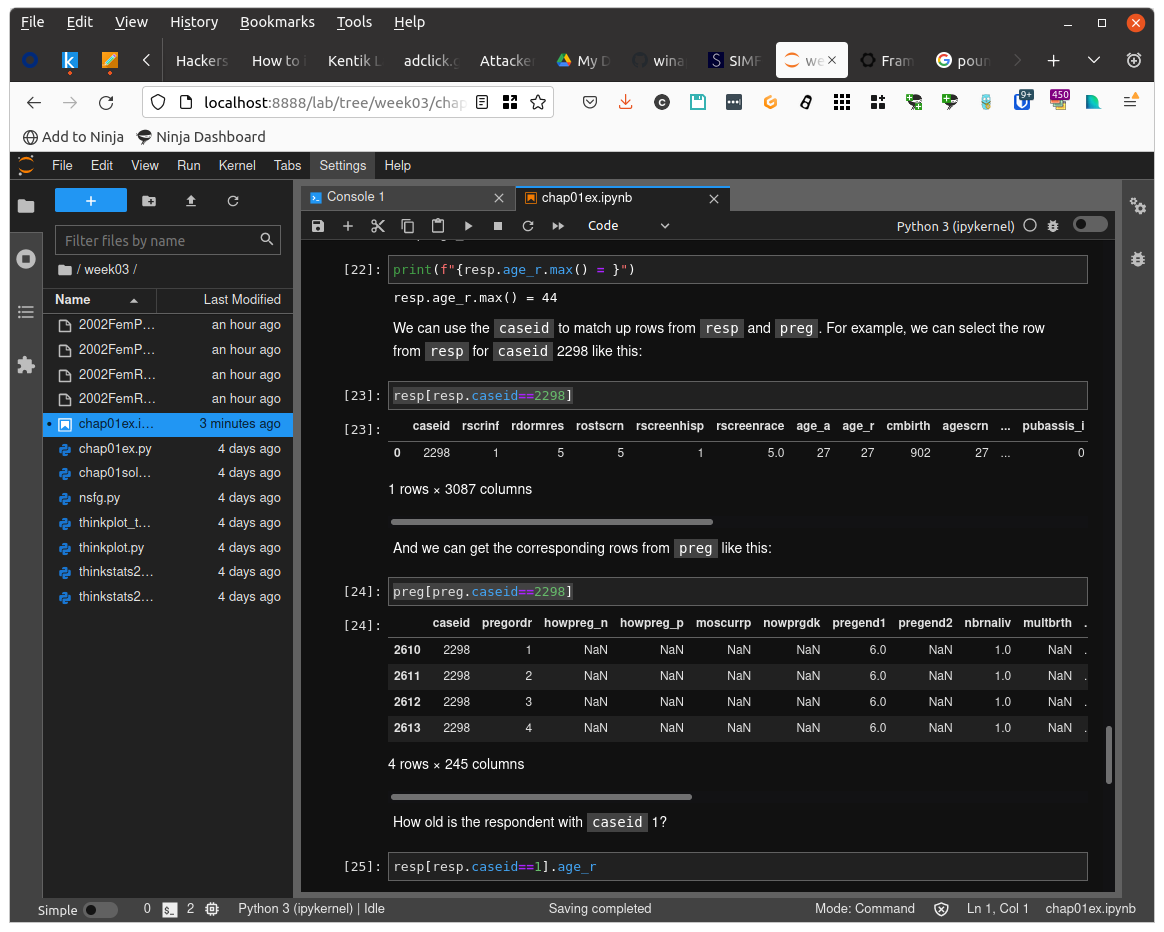 File Edit View History Bookmarks Tools Help
Hackers How to Kentik L adclick.g Attacker My D wina SIMF we Fram poun
localhost:8888/lab/tree/week03/chap 9+ 450
Add to Ninja Ninja Dashboard
File Edit View Run Kernel Tabs Settings Help
Console 1 chap01ex.ipynb
Code Python 3 (ipykernel)
Filter files by name
/ week03 /
Name Last Modified
2002FemP... an hour ago
2002FemP... an hour ago
2002FemR... an hour ago
2002FemR... an hour ago
chap01ex.i... 3 minutes ago
chap01ex.py 4 days ago
chap01sol... 4 days ago
nsfg.py 4 days ago
thinkplot_t... 4 days ago
thinkplot.py 4 days ago
thinkstats2... 4 days ago
thinkstats2... 4 days ago
[22]: print(f"{resp.age_r.max() = }")
resp.age_r.max() = 44
We can use the caseid to match up rows from resp and preg. For example, we can select the row
from resp for caseid 2298 like this:
[23]: resp[resp.caseid==2298]
[23]: caseid rscrinf rdormres rostscrn rscreenhisp rscreenrace age_a age_r cmbirth agescrn ... pubassis_i
0 2298 1 5 5 1 5.0 27 27 902 27 ... 0
1 rows × 3087 columns
And we can get the corresponding rows from preg like this:
[24]: preg[preg.caseid==2298]
[24]: caseid pregordr howpreg_n howpreg_p moscurrp nowprgdk pregend1 pregend2 nbrnaliv multbrth .
2610 2298 1 NaN NaN NaN NaN 6.0 NaN 1.0 NaN .
2611 2298 2 NaN NaN NaN NaN 6.0 NaN 1.0 NaN .
2612 2298 3 NaN NaN NaN NaN 6.0 NaN 1.0 NaN .
2613 2298 4 NaN NaN NaN NaN 6.0 NaN 1.0 NaN .
4 rows × 245 columns
How old is the respondent with caseid 1?
[25]: resp[resp.caseid==1].age_r
Simple 0 2 Python 3 (ipykernel) | Idle Saving completed Mode: Command Ln 1, Col 1 chap01ex.ipynb